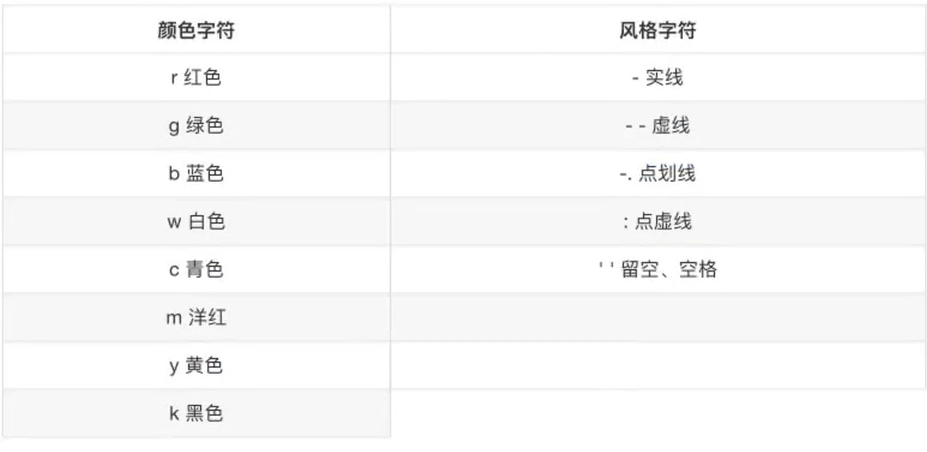 颜色字符 风格字符
r 红色 - 实线
g 绿色 - - 虚线
b 蓝色 -. 点划线
w 白色 : 点虚线
c 青色 ' ' 留空、空格
m 洋红
y 黄色
k 黑色